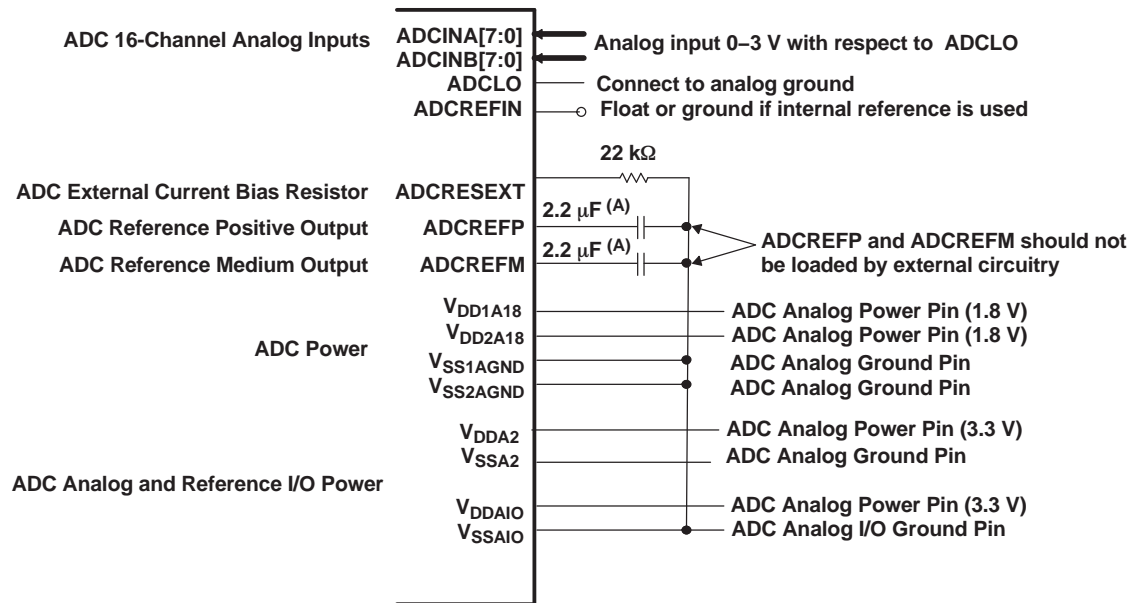 ADC 16-Channel Analog Inputs
ADCINA[7:0]
ADCINB[7:0]
Analog input 0–3 V with respect to ADCLO
ADCLO
Connect to analog ground
ADCREFIN
Float or ground if internal reference is used
22 kΩ
ADC External Current Bias Resistor
ADCRESEXT
ADC Reference Positive Output
ADCREFP
2.2 μF (A)
ADC Reference Medium Output
ADCREFM
2.2 μF (A)
ADCREFP and ADCREFM should not
be loaded by external circuitry
ADC Power
VDD1A18
ADC Analog Power Pin (1.8 V)
VDD2A18
ADC Analog Power Pin (1.8 V)
VSS1AGND
ADC Analog Ground Pin
VSS2AGND
ADC Analog Ground Pin
ADC Analog and Reference I/O Power
VDDA2
ADC Analog Power Pin (3.3 V)
VSSA2
ADC Analog Ground Pin
VDDAIO
ADC Analog Power Pin (3.3 V)
VSSAIO
ADC Analog I/O Ground Pin